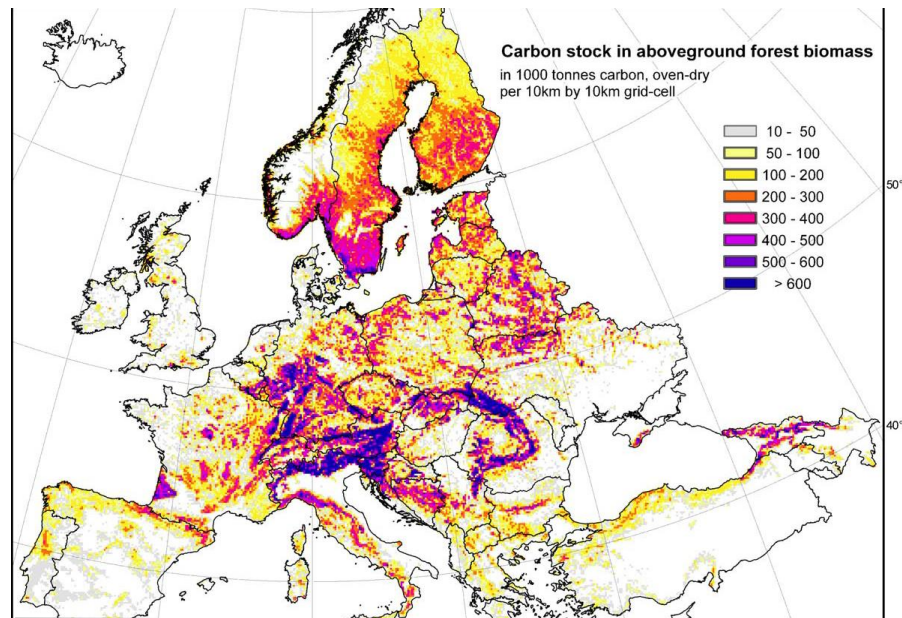 Carbon stock in aboveground forest biomass
in 1000 tonnes carbon, oven-dry
per 10km by 10km grid-cell
10 - 50
50 - 100
100 - 200
200 - 300
300 - 400
400 - 500
500 - 600
> 600
50°
40°